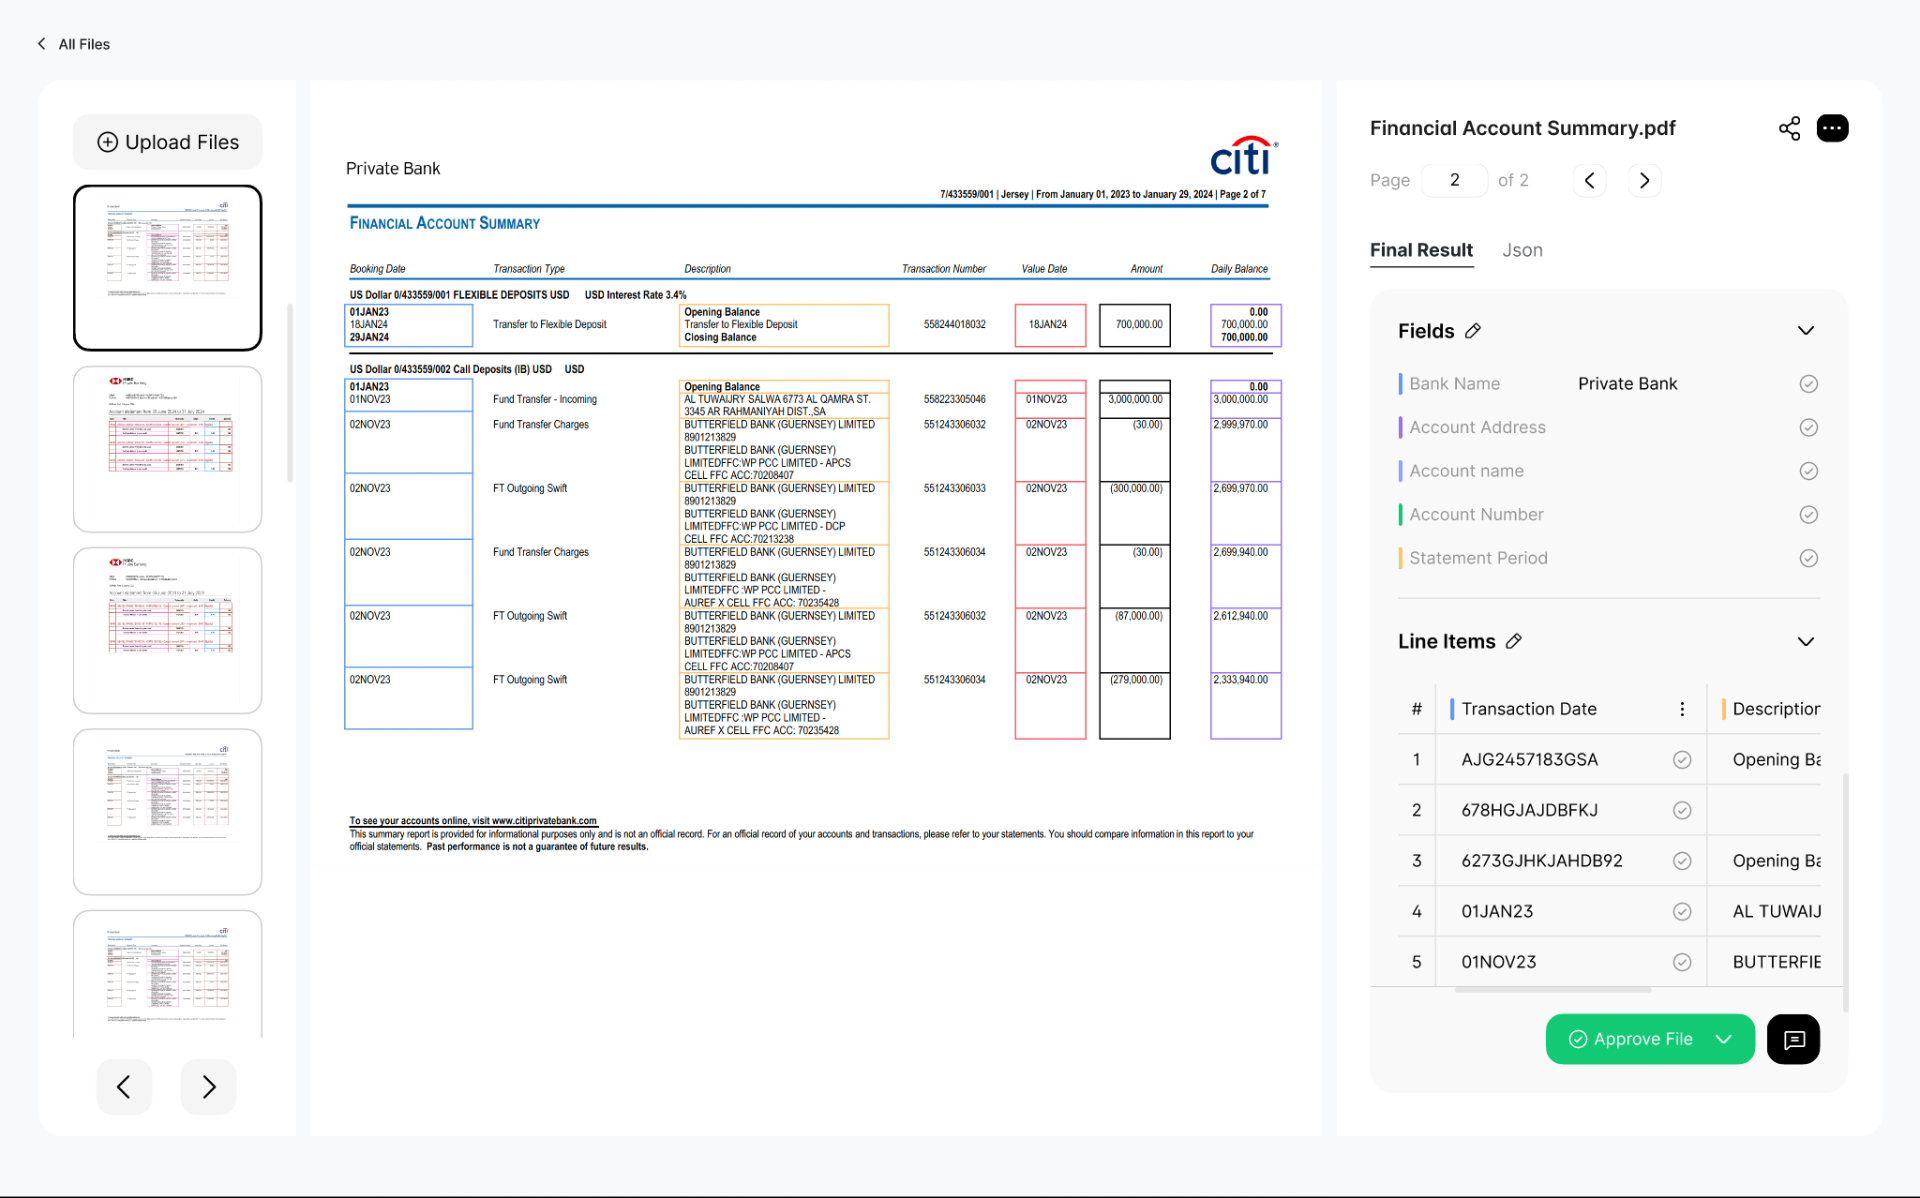 All Files
Upload Files
Private Bank
citi
7/433559/001 | Jersey | From January 01, 2023 to January 29, 2024 | Page 2 of 7
FINANCIAL ACCOUNT SUMMARY
Booking Date Transaction Type Description Transaction Number Value Date Amount Daily Balance
US Dollar 0/433559/001 FLEXIBLE DEPOSITS USD USD Interest Rate 3.4%
01JAN23 Opening Balance 0.00
18JAN24 Transfer to Flexible Deposit Transfer to Flexible Deposit 558244018032 18JAN24 700,000.00 700,000.00
29JAN24 Closing Balance 700,000.00
US Dollar 0/433559/002 Call Deposits (IB) USD USD
01JAN23 Opening Balance 0.00
01NOV23 Fund Transfer - Incoming AL TUWAIJRY SALWA 6773 AL QAMRA ST. 558223305046 01NOV23 3,000,000.00 3,000,000.00
3345 AR RAHMANIYAH DIST.,SA
02NOV23 Fund Transfer Charges BUTTERFIELD BANK (GUERNSEY) LIMITED 551243306032 02NOV23 (30.00) 2,999,970.00
8901213829
BUTTERFIELD BANK (GUERNSEY)
LIMITEDFFC:WP PCC LIMITED - APCS
CELL FFC ACC:70208407
02NOV23 FT Outgoing Swift BUTTERFIELD BANK (GUERNSEY) LIMITED 551243306033 02NOV23 (300,000.00) 2,699,970.00
8901213829
BUTTERFIELD BANK (GUERNSEY)
LIMITEDFFC:WP PCC LIMITED - DCP
CELL FFC ACC:70213238
02NOV23 Fund Transfer Charges BUTTERFIELD BANK (GUERNSEY) LIMITED 551243306034 02NOV23 (30.00) 2,699,940.00
8901213829
BUTTERFIELD BANK (GUERNSEY)
LIMITEDFFC :WP PCC LIMITED -
AUREF X CELL FFC ACC: 70235428
02NOV23 FT Outgoing Swift BUTTERFIELD BANK (GUERNSEY) LIMITED 551243306032 02NOV23 (87,000.00) 2,612,940.00
8901213829
BUTTERFIELD BANK (GUERNSEY)
LIMITEDFFC:WP PCC LIMITED - APCS
CELL FFC ACC:70208407
02NOV23 FT Outgoing Swift BUTTERFIELD BANK (GUERNSEY) LIMITED 551243306034 02NOV23 (279,000.00) 2,333,940.00
8901213829
BUTTERFIELD BANK (GUERNSEY)
LIMITEDFFC :WP PCC LIMITED -
AUREF X CELL FFC ACC: 70235428
To see your accounts online, visit www.citiprivatebank.com
This summary report is provided for informational purposes only and is not an official record. For an official record of your accounts and transactions, please refer to your statements. You should compare information in this report to your
official statements. Past performance is not a guarantee of future results.
Financial Account Summary.pdf
Page 2 of 2
Final Result Json
Fields
Bank Name Private Bank
Account Address
Account name
Account Number
Statement Period
Line Items
# Transaction Date Description
1 AJG2457183GSA Opening Ba
2 678HGJAJDBFKJ
3 6273GJHKJAHDB92 Opening Ba
4 01JAN23 AL TUWAIJ
5 01NOV23 BUTTERFIE
Approve File